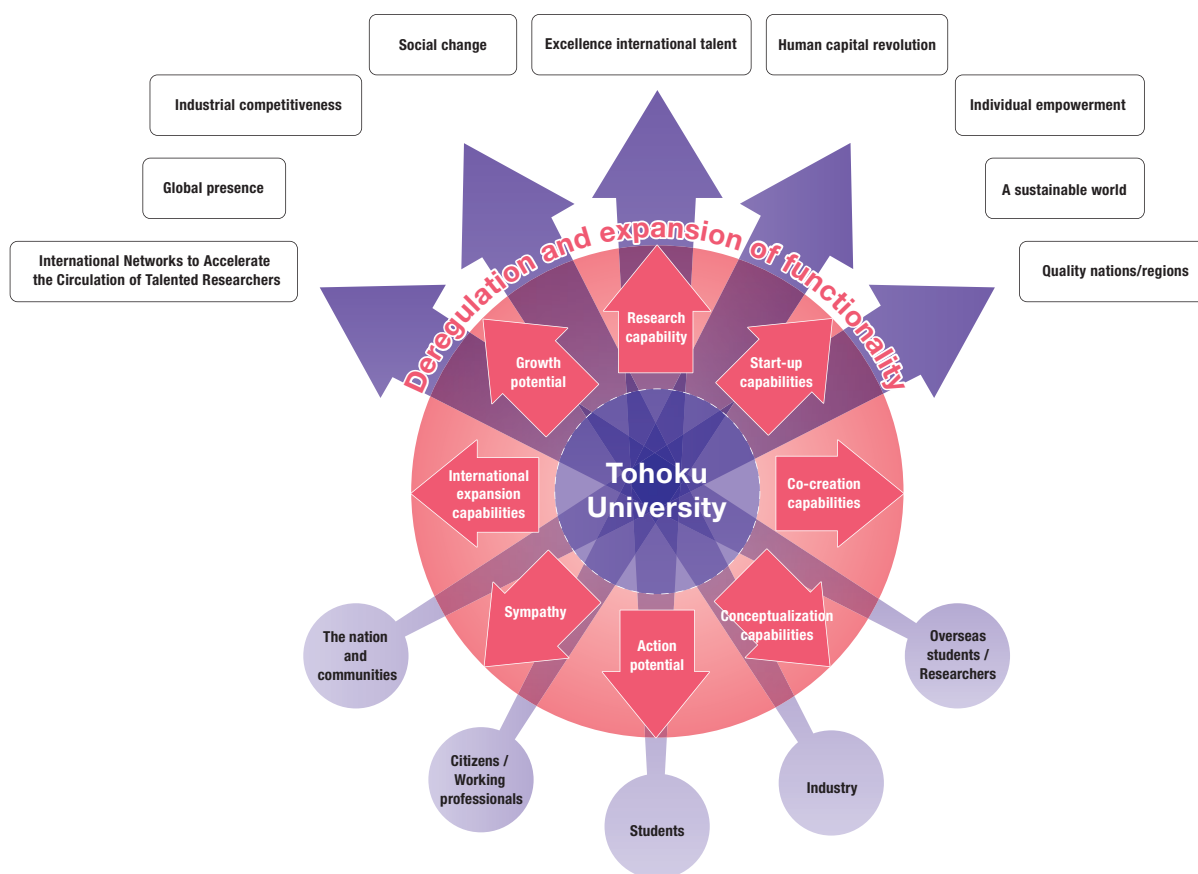 Social change
Excellence international talent
Human capital revolution
Industrial competitiveness
Individual empowerment
Global presence
A sustainable world
International Networks to Accelerate
the Circulation of Talented Researchers
Quality nations/regions
Deregulation and expansion of functionality
Research
capability
Growth
potential
Start-up
capabilities
International
expansion
capabilities
Tohoku
University
Co-creation
capabilities
Sympathy
Action
potential
Conceptualization
capabilities
The nation
and
communities
Citizens /
Working
professionals
Students
Industry
Overseas
students /
Researchers